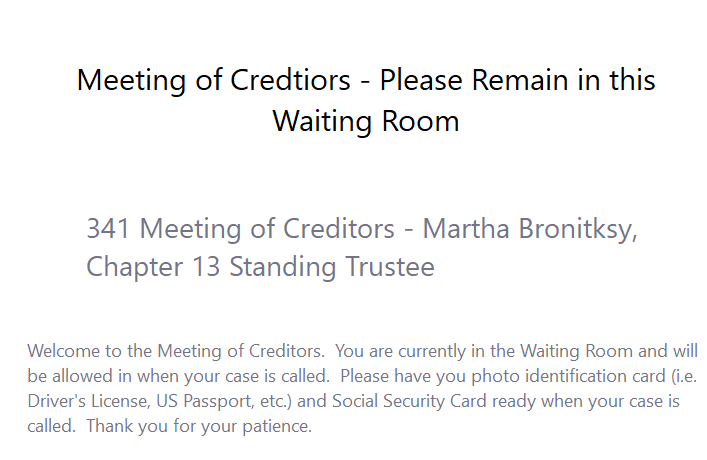 Meeting of Credtiors - Please Remain in this
Waiting Room
341 Meeting of Creditors - Martha Bronitksy,
Chapter 13 Standing Trustee
Welcome to the Meeting of Creditors.  You are currently in the Waiting Room and will
be allowed in when your case is called.  Please have you photo identification card (i.e.
Driver's License, US Passport, etc.) and Social Security Card ready when your case is
called.  Thank you for your patience.